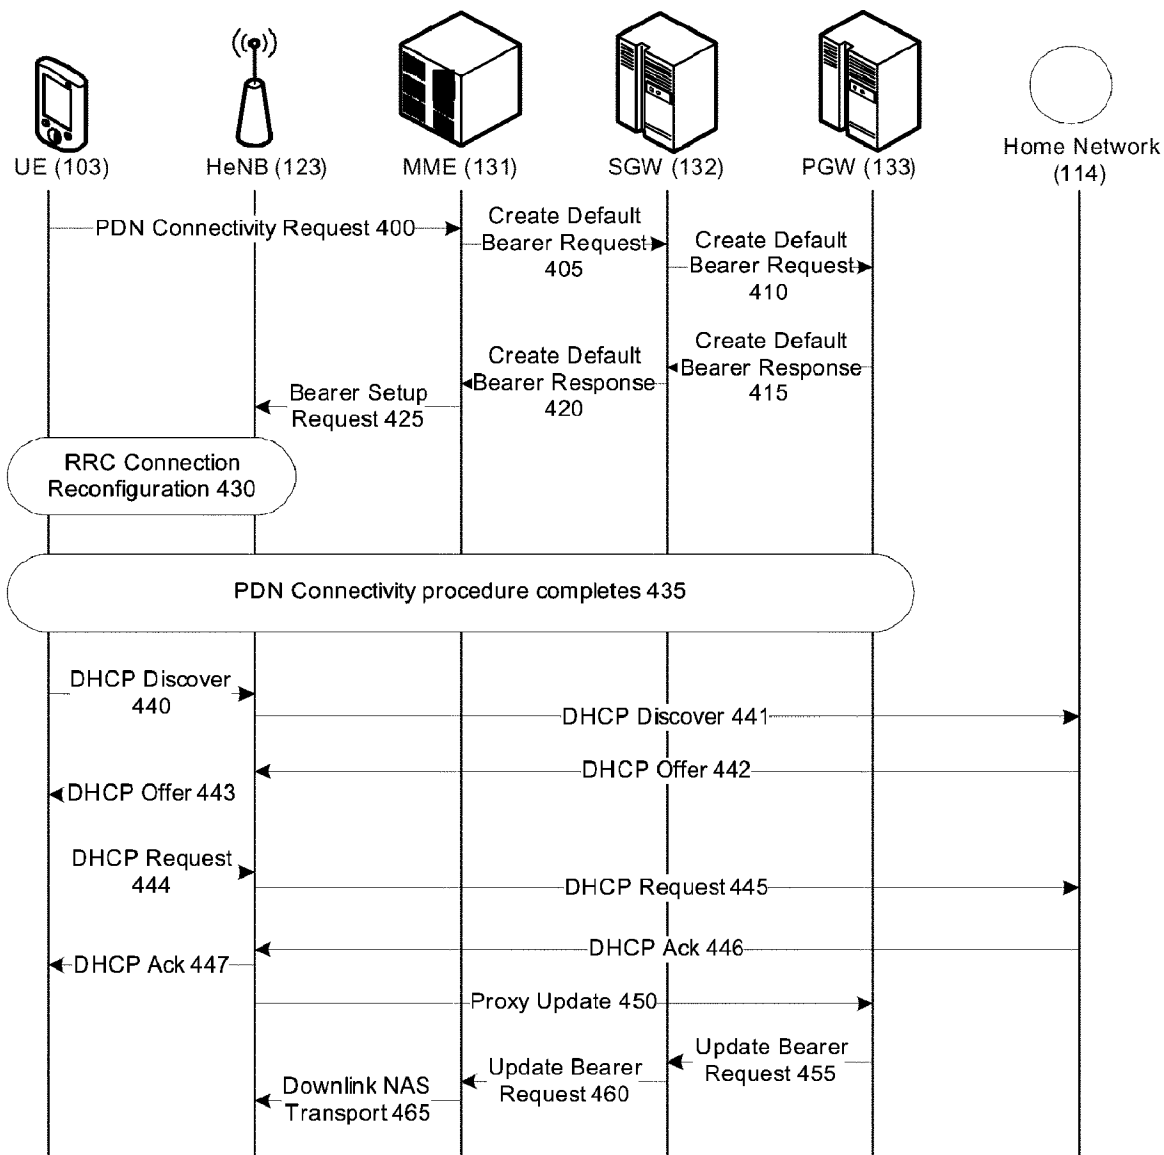 UE (103)
HeNB (123)
MME (131)
SGW (132)
PGW (133)
Home Network
(114)
PDN Connectivity Request 400
Create Default
Bearer Request
405
Create Default
Bearer Request
410
Create Default
Bearer Response
415
Create Default
Bearer Response
420
Bearer Setup
Request 425
RRC Connection
Reconfiguration 430
PDN Connectivity procedure completes 435
DHCP Discover
440
DHCP Discover 441
DHCP Offer 442
DHCP Offer 443
DHCP Request
444
DHCP Request 445
DHCP Ack 446
DHCP Ack 447
Proxy Update 450
Update Bearer
Request 455
Update Bearer
Request 460
Downlink NAS
Transport 465